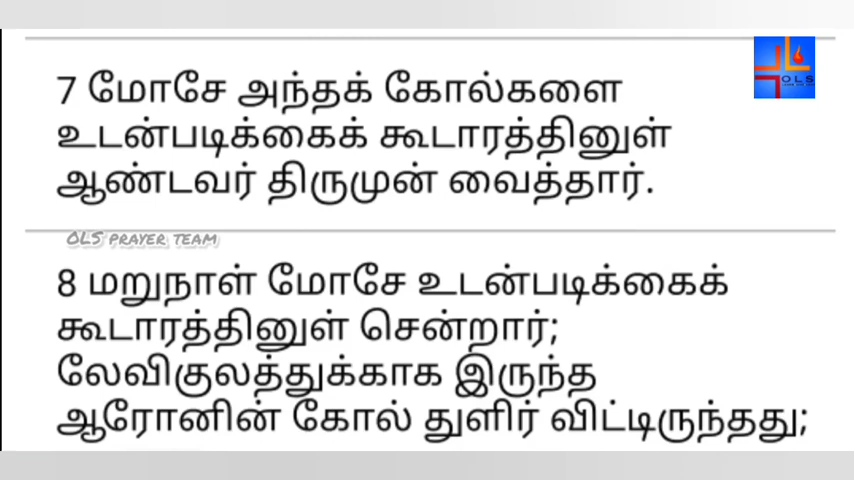 OLS
7 மோசே அந்தக் கோல்களை
உடன்படிக்கைக் கூடாரத்தினுள்
ஆண்டவர் திருமுன் வைத்தார்.
OLS PRAYER TEAM
8 மறுநாள் மோசே உடன்படிக்கைக்
கூடாரத்தினுள் சென்றார்;
லேவிகுலத்துக்காக இருந்த
ஆரோனின் கோல் துளிர் விட்டிருந்தது;